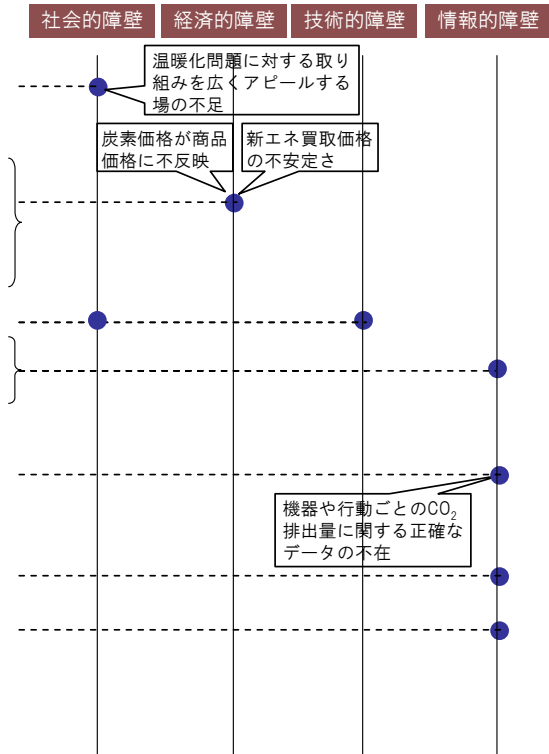 社会的障壁
経済的障壁
技術的障壁
情報的障壁
温暖化問題に対する取り
組みを広くアピールする
場の不足
炭素価格が商品
価格に不反映
新エネ買取価格
の不安定さ
機器や行動ごとのCO₂
排出量に関する正確な
データの不在